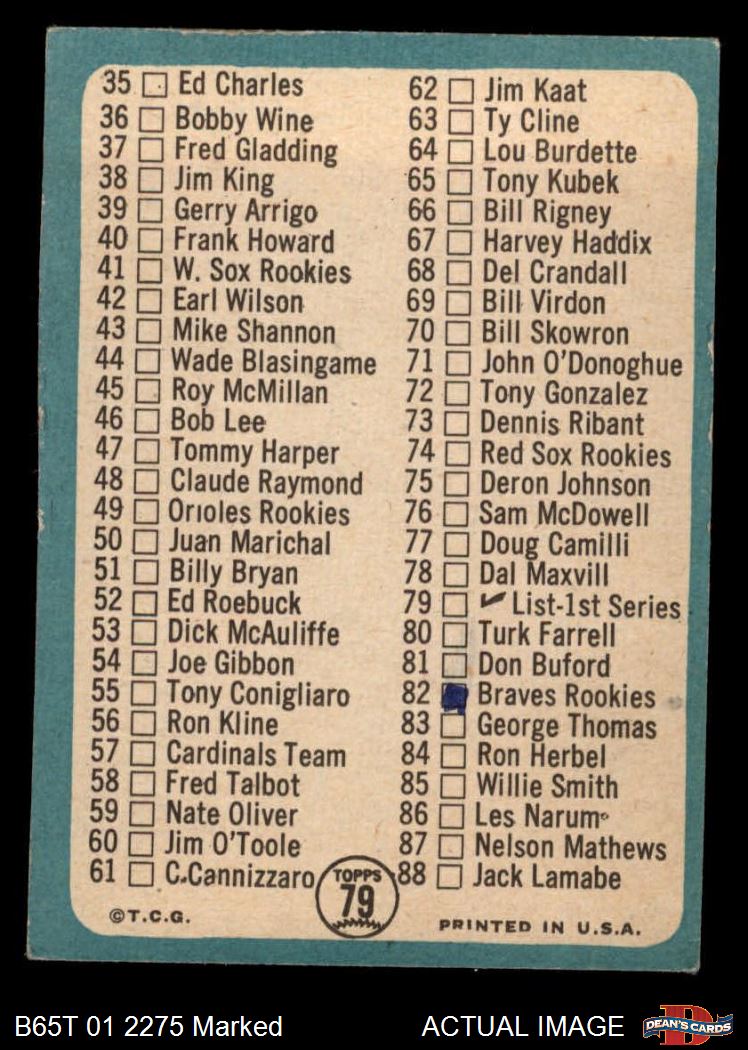 35 Ed Charles
36 Bobby Wine
37 Fred Gladding
38 Jim King
39 Gerry Arrigo
40 Frank Howard
41 W. Sox Rookies
42 Earl Wilson
43 Mike Shannon
44 Wade Blasingame
45 Roy McMillan
46 Bob Lee
47 Tommy Harper
48 Claude Raymond
49 Orioles Rookies
50 Juan Marichal
51 Billy Bryan
52 Ed Roebuck
53 Dick McAuliffe
54 Joe Gibbon
55 Tony Conigliaro
56 Ron Kline
57 Cardinals Team
58 Fred Talbot
59 Nate Oliver
60 Jim O'Toole
61 C.Cannizzaro
62 Jim Kaat
63 Ty Cline
64 Lou Burdette
65 Tony Kubek
66 Bill Rigney
67 Harvey Haddix
68 Del Crandall
69 Bill Virdon
70 Bill Skowron
71 John O'Donoghue
72 Tony Gonzalez
73 Dennis Ribant
74 Red Sox Rookies
75 Deron Johnson
76 Sam McDowell
77 Doug Camilli
78 Dal Maxvill
79 ✓ List-1st Series
80 Turk Farrell
81 Don Buford
82 Braves Rookies
83 George Thomas
84 Ron Herbel
85 Willie Smith
86 Les Narum
87 Nelson Mathews
88 Jack Lamabe
TOPPS
79
©T.C.G.
PRINTED IN U.S.A.
B65T 01 2275 Marked
ACTUAL IMAGE
D
DEAN'S CARDS